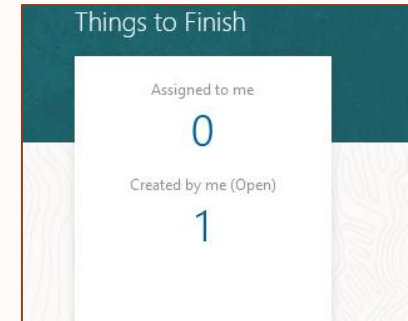 Things to Finish
Assigned to me
0
Created by me (Open)
1